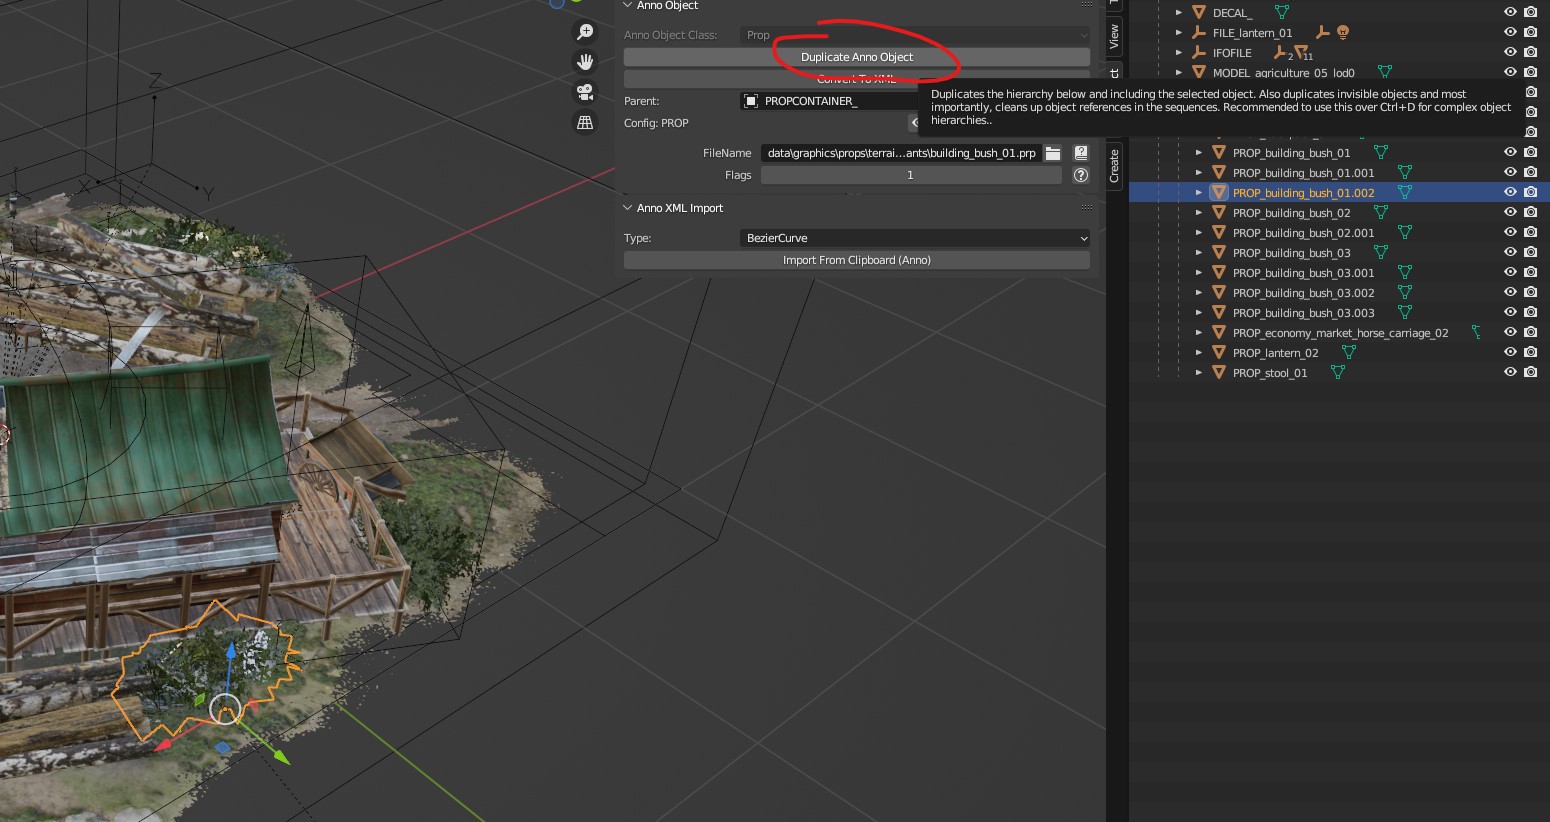 Anno Object
Anno Object Class:
Prop
Duplicate Anno Object
Convert To XML
Parent:
PROPCONTAINER_
Config: PROP
FileName
data\graphics\props\terrai...ants\building_bush_01.prp
Flags
1
Anno XML Import
Type:
BezierCurve
Import From Clipboard (Anno)
View
Create
Z
X
Y
DECAL_
FILE_lantern_01
IFOFILE
2
11
MODEL_agriculture_05_lod0
Duplicates the hierarchy below and including the selected object. Also duplicates invisible objects and most
importantly, cleans up object references in the sequences. Recommended to use this over Ctrl+D for complex object
hierarchies..
PROP_building_bush_01
PROP_building_bush_01.001
PROP_building_bush_01.002
PROP_building_bush_02
PROP_building_bush_02.001
PROP_building_bush_03
PROP_building_bush_03.001
PROP_building_bush_03.002
PROP_building_bush_03.003
PROP_economy_market_horse_carriage_02
PROP_lantern_02
PROP_stool_01